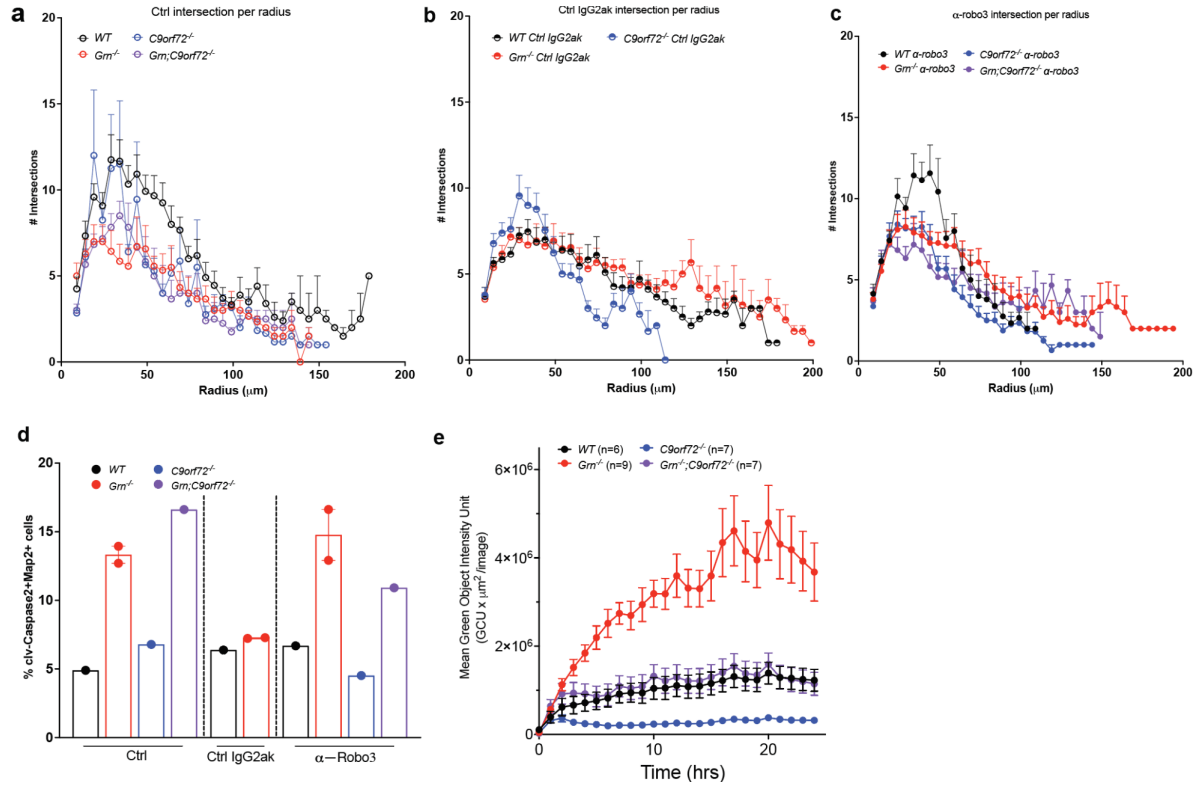 a
Ctrl intersection per radius
WT
C9orf72-/-
Grn-/-
Grn;C9orf72-/-
# Intersections
20
15
10
5
0
0 50 100 150 200
Radius (μm)
b
Ctrl IgG2ak intersection per radius
WT Ctrl IgG2ak
C9orf72-/- Ctrl IgG2ak
Grn-/- Ctrl IgG2ak
# Intersections
20
15
10
5
0
0 50 100 150 200
Radius (μm)
c
α-robo3 intersection per radius
WT α-robo3
C9orf72-/- α-robo3
Grn-/- α-robo3
Grn;C9orf72-/- α-robo3
# Intersections
20
15
10
5
0
0 50 100 150 200
Radius (μm)
d
WT
C9orf72-/-
Grn-/-
Grn;C9orf72-/-
% clv-Caspase2+Map2+ cells
20
15
10
5
0
Ctrl
Ctrl IgG2ak
α—Robo3
e
WT (n=6)
C9orf72-/- (n=7)
Grn-/- (n=9)
Grn-/-;C9orf72-/- (n=7)
Mean Green Object Intensity Unit
(GCU x μm2/image)
6×106
4×106
2×106
0
0 10 20
Time (hrs)